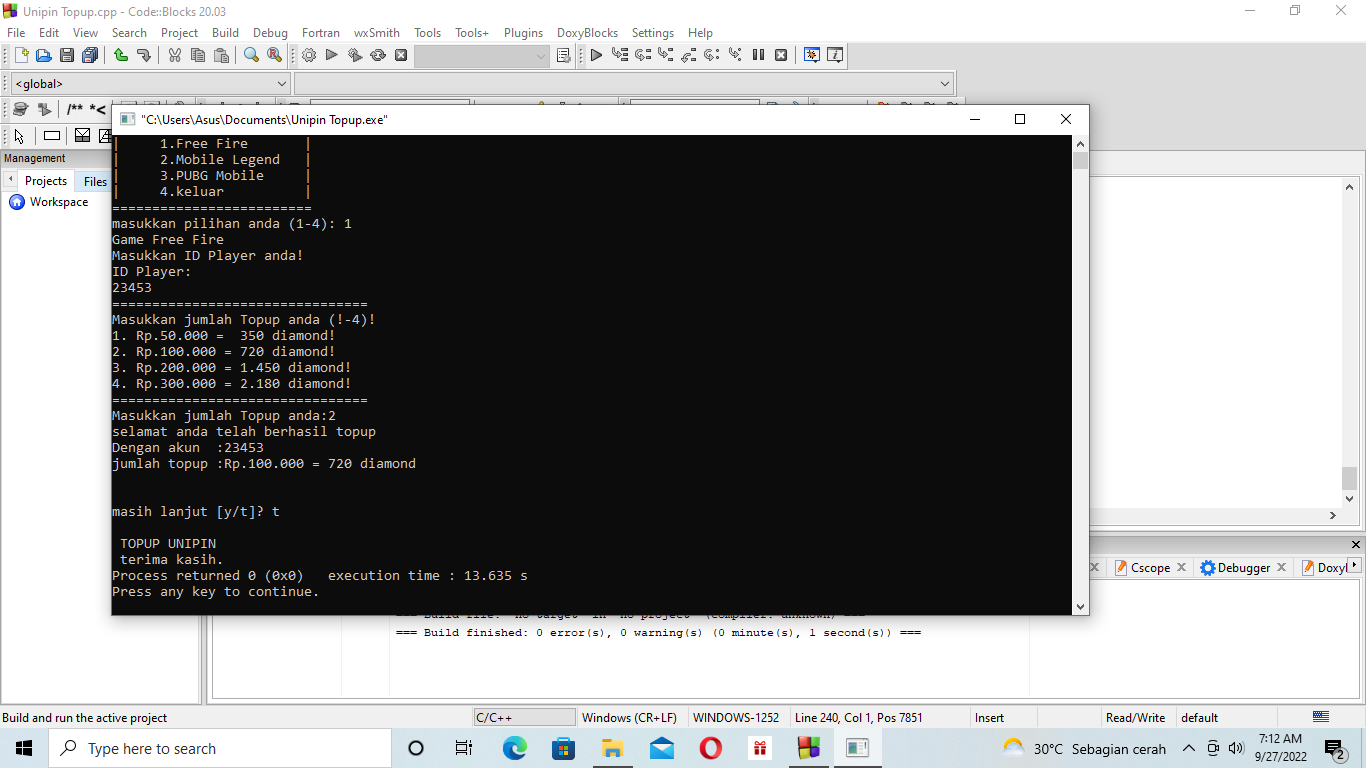 Unipin Topup.cpp - Code::Blocks 20.03
File Edit View Search Project Build Debug Fortran wxSmith Tools Tools+ Plugins DoxyBlocks Settings Help
<global>
/** *<
"C:\Users\Asus\Documents\Unipin Topup.exe"
Management
Projects Files
Workspace
| 1.Free Fire |
| 2.Mobile Legend |
| 3.PUBG Mobile |
| 4.keluar |
=========================
masukkan pilihan anda (1-4): 1
Game Free Fire
Masukkan ID Player anda!
ID Player:
23453
================================
Masukkan jumlah Topup anda (!-4)!
1. Rp.50.000 =  350 diamond!
2. Rp.100.000 = 720 diamond!
3. Rp.200.000 = 1.450 diamond!
4. Rp.300.000 = 2.180 diamond!
================================
Masukkan jumlah Topup anda:2
selamat anda telah berhasil topup
Dengan akun  :23453
jumlah topup :Rp.100.000 = 720 diamond
masih lanjut [y/t]? t
TOPUP UNIPIN
terima kasih.
Process returned 0 (0x0)   execution time : 13.635 s
Press any key to continue.
Cscope Debugger Doxyl
=== Build finished: 0 error(s), 0 warning(s) (0 minute(s), 1 second(s)) ===
Build and run the active project C/C++ Windows (CR+LF) WINDOWS-1252 Line 240, Col 1, Pos 7851 Insert Read/Write default
Type here to search
30°C Sebagian cerah
7:12 AM
9/27/2022
2